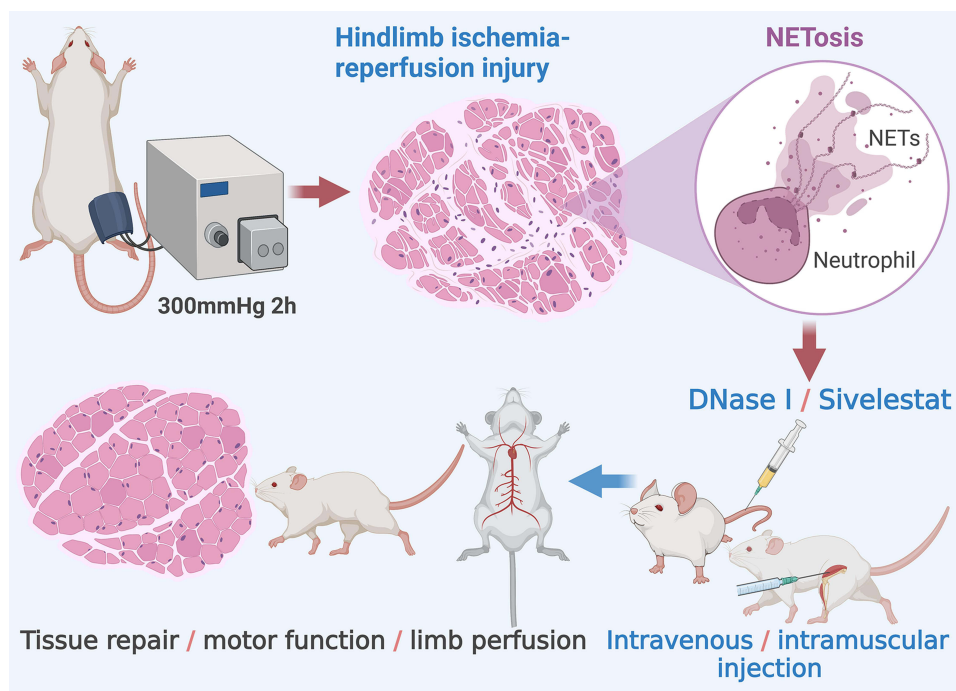 Hindlimb ischemia-
reperfusion injury
NETosis
NETs
Neutrophil
300mmHg 2h
DNase I / Sivelestat
Tissue repair / motor function / limb perfusion
Intravenous / intramuscular
injection